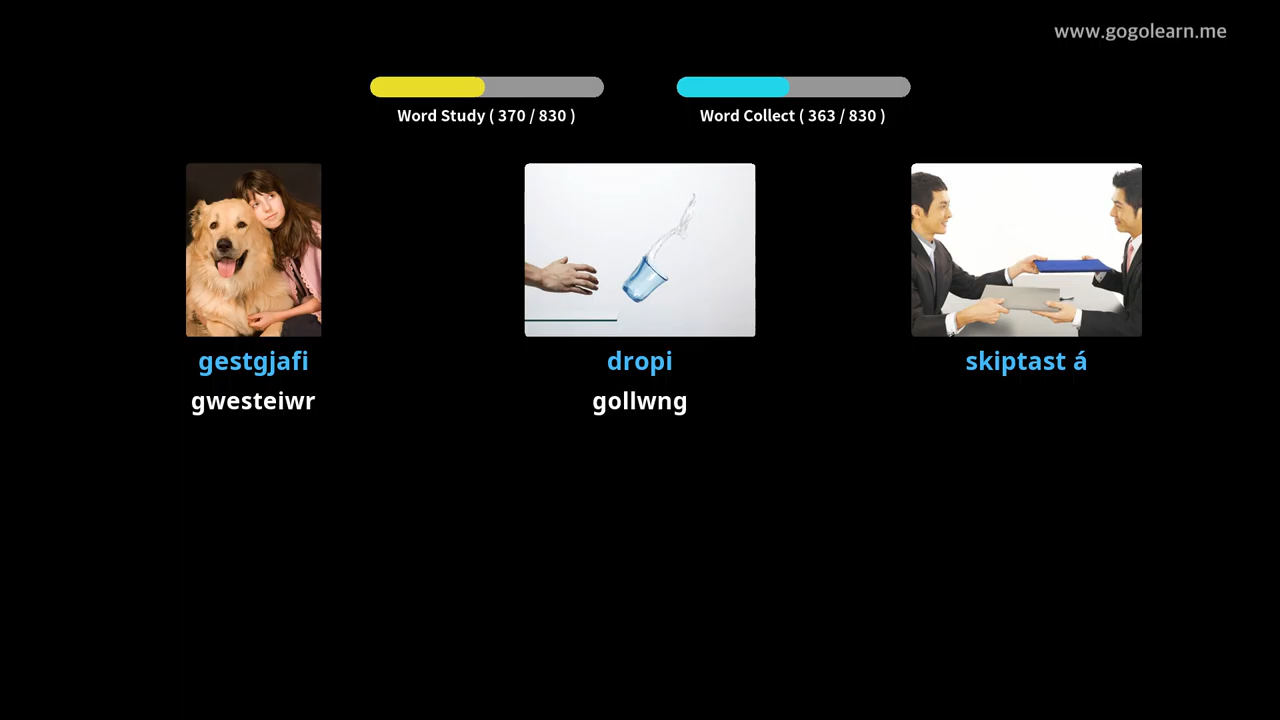 www.gogolearn.me
Word Study ( 370 / 830 )
Word Collect ( 363 / 830 )
gestgjafi
dropi
skiptast á
gwesteiwr
gollwng